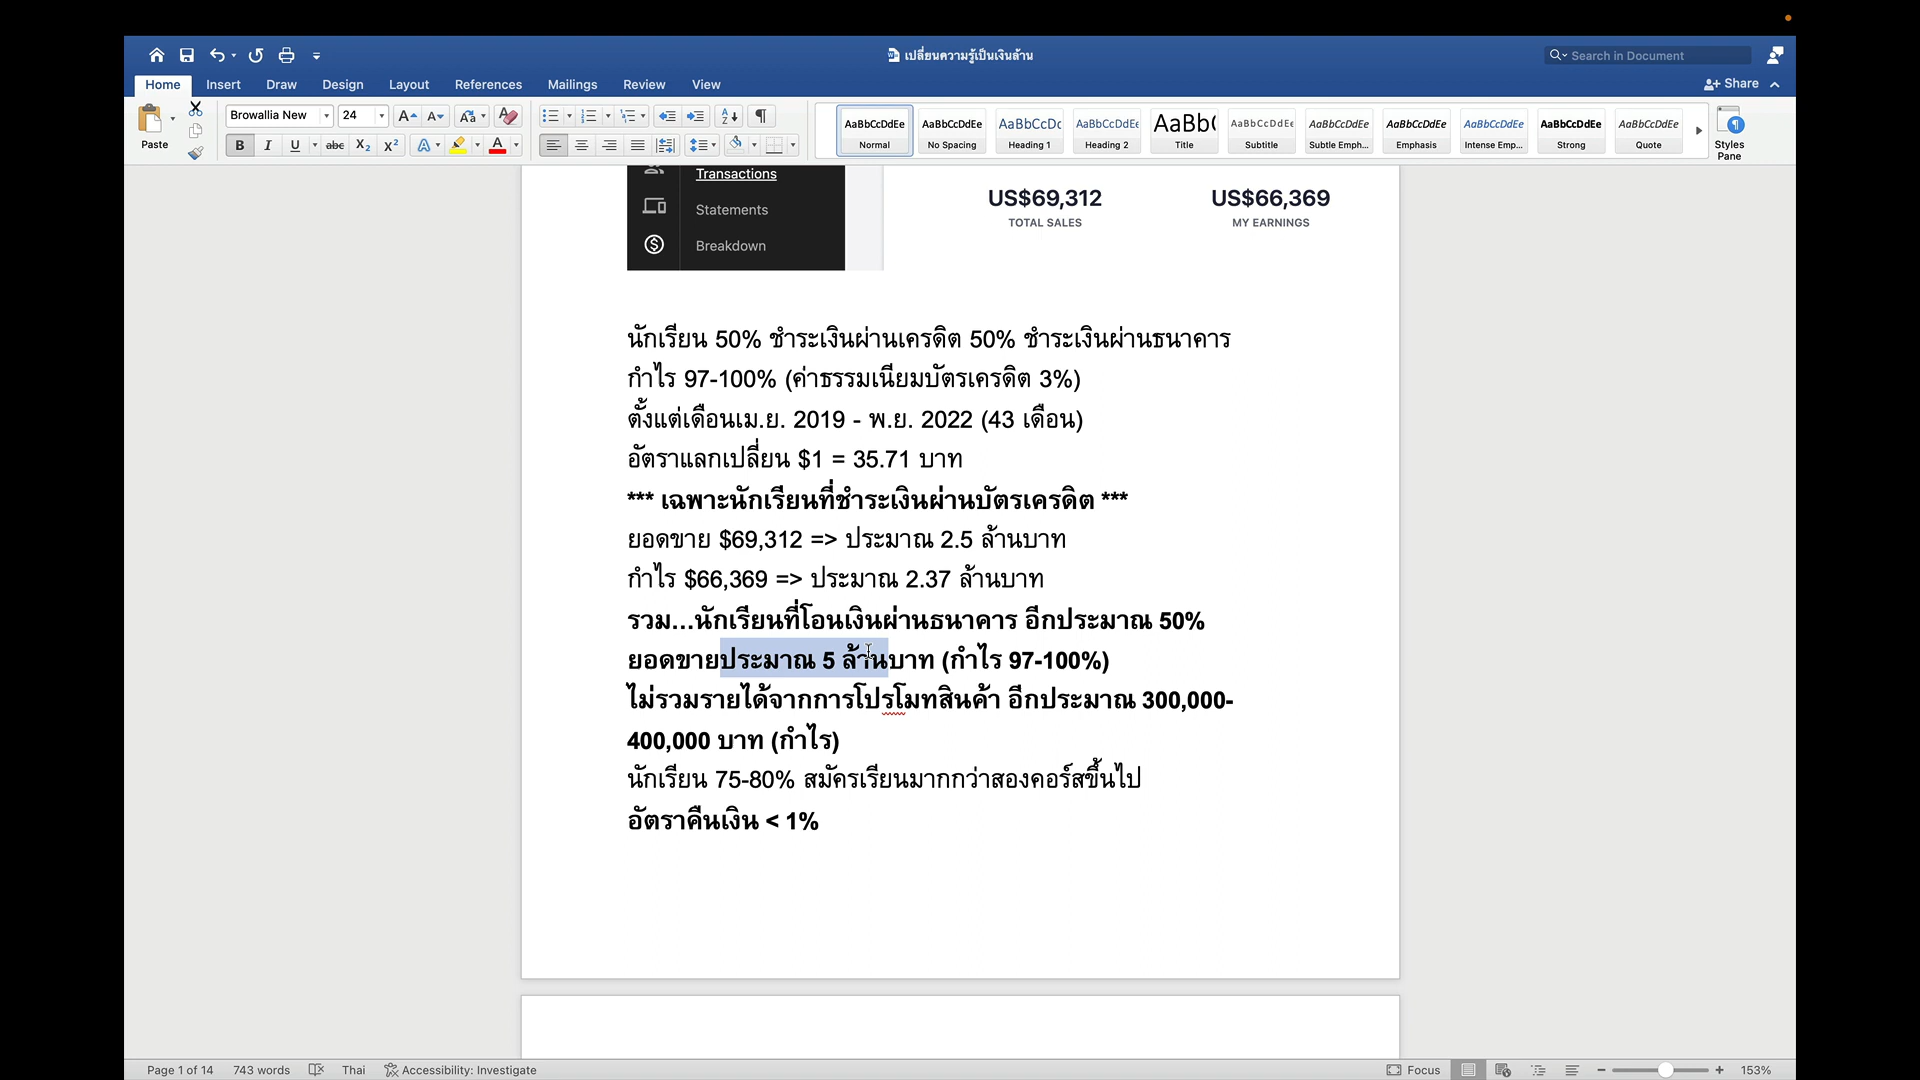 เปลี่ยนความรู้เป็นเงินล้าน
Search in Document
Home Insert Draw Design Layout References Mailings Review View
Share
Paste
Browallia New 24
AaBbCcDdEe AaBbCcDdEe AaBbCcDc AaBbCcDdEe AaBb( AaBbCcDdEe AaBbCcDdEe AaBbCcDdEe AaBbCcDdEe AaBbCcDdEe AaBbCcDdEe
Normal No Spacing Heading 1 Heading 2 Title Subtitle Subtle Emph... Emphasis Intense Emp... Strong Quote
Styles
Pane
Transactions
Statements
Breakdown
US$69,312
TOTAL SALES
US$66,369
MY EARNINGS
นักเรียน 50% ชำระเงินผ่านเครดิต 50% ชำระเงินผ่านธนาคาร
กำไร 97-100% (ค่าธรรมเนียมบัตรเครดิต 3%)
ตั้งแต่เดือนเม.ย. 2019 - พ.ย. 2022 (43 เดือน)
อัตราแลกเปลี่ยน $1 = 35.71 บาท
*** เฉพาะนักเรียนที่ชำระเงินผ่านบัตรเครดิต ***
ยอดขาย $69,312 => ประมาณ 2.5 ล้านบาท
กำไร $66,369 => ประมาณ 2.37 ล้านบาท
รวม...นักเรียนที่โอนเงินผ่านธนาคาร อีกประมาณ 50%
ยอดขายประมาณ 5 ล้านบาท (กำไร 97-100%)
ไม่รวมรายได้จากการโปรโมทสินค้า อีกประมาณ 300,000-
400,000 บาท (กำไร)
นักเรียน 75-80% สมัครเรียนมากกว่าสองคอร์สขึ้นไป
อัตราคืนเงิน < 1%
Page 1 of 14 743 words Thai Accessibility: Investigate Focus 153%